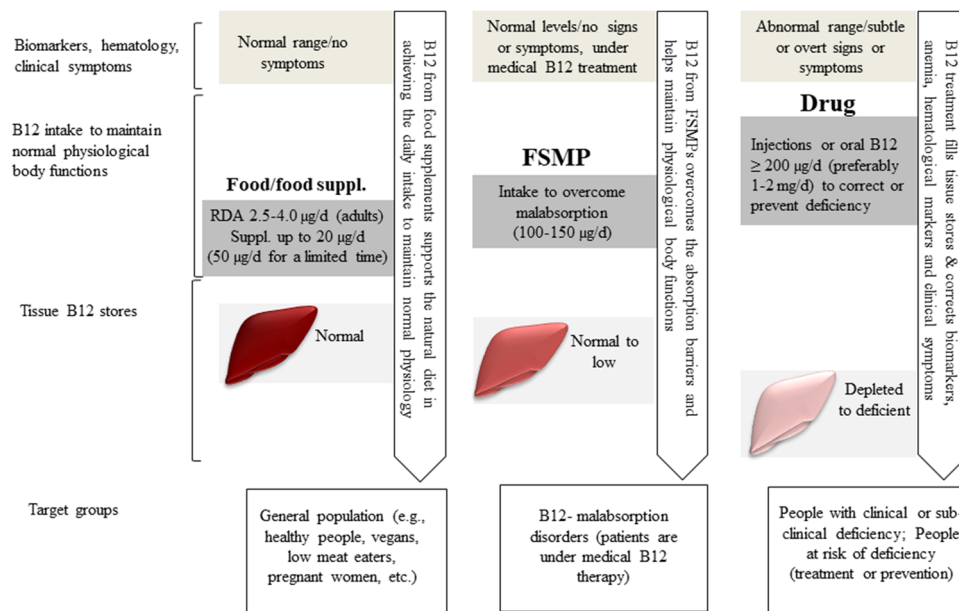 Biomarkers, hematology,
clinical symptoms
Normal range/no
symptoms
Normal levels/no signs
or symptoms, under
medical B12 treatment
Abnormal range/subtle
or overt signs or
symptoms
B12 intake to maintain
normal physiological
body functions
Food/food suppl.
RDA 2.5-4.0 µg/d (adults)
Suppl. up to 20 µg/d
(50 µg/d for a limited time)
FSMP
Intake to overcome
malabsorption
(100-150 µg/d)
Drug
Injections or oral B12
≥ 200 µg/d (preferably
1-2 mg/d) to correct or
prevent deficiency
Tissue B12 stores
Normal
Normal to
low
Depleted
to deficient
B12 from food supplements supports the natural diet in
achieving the daily intake to maintain normal physiology
B12 from FSMPs overcomes the absorption barriers and
helps maintain physiological body functions
B12 treatment fills tissue stores & corrects biomarkers,
anemia, hematological markers and clinical symptoms
Target groups
General population (e.g.,
healthy people, vegans,
low meat eaters,
pregnant women, etc.)
B12- malabsorption
disorders (patients are
under medical B12
therapy)
People with clinical or sub-
clinical deficiency; People
at risk of deficiency
(treatment or prevention)